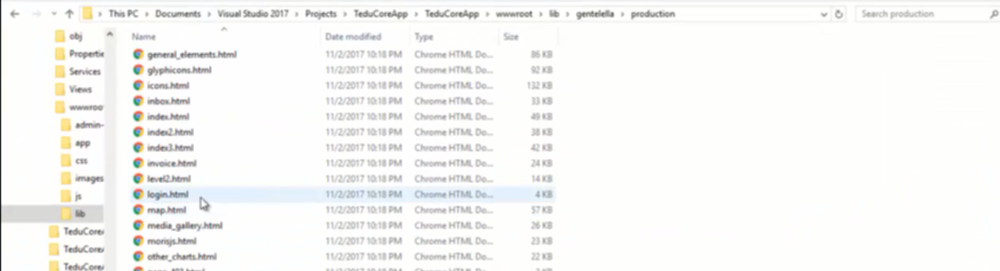 This PC > Documents > Visual Studio 2017 > Projects > TeduCoreApp > TeduCoreApp > wwwroot > lib > gentelella > production
Search production
obj
Propertie
Services
Views
wwwroo
admin-
app
css
images
js
lib
TeduCore
TeduCore
TeduCore
Name Date modified Type Size
general_elements.html 11/2/2017 10:18 PM Chrome HTML Do... 86 KB
glyphicons.html 11/2/2017 10:18 PM Chrome HTML Do... 92 KB
icons.html 11/2/2017 10:18 PM Chrome HTML Do... 132 KB
inbox.html 11/2/2017 10:18 PM Chrome HTML Do... 33 KB
index.html 11/2/2017 10:18 PM Chrome HTML Do... 49 KB
index2.html 11/2/2017 10:18 PM Chrome HTML Do... 38 KB
index3.html 11/2/2017 10:18 PM Chrome HTML Do... 42 KB
invoice.html 11/2/2017 10:18 PM Chrome HTML Do... 24 KB
level2.html 11/2/2017 10:18 PM Chrome HTML Do... 14 KB
login.html 11/2/2017 10:18 PM Chrome HTML Do... 4 KB
map.html 11/2/2017 10:18 PM Chrome HTML Do... 57 KB
media_gallery.html 11/2/2017 10:18 PM Chrome HTML Do... 26 KB
morisjs.html 11/2/2017 10:18 PM Chrome HTML Do... 23 KB
other_charts.html 11/2/2017 10:18 PM Chrome HTML Do... 22 KB